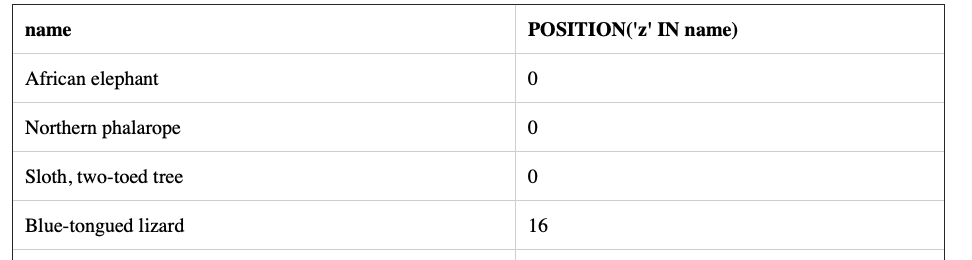 name POSITION('z' IN name)
African elephant 0
Northern phalarope 0
Sloth, two-toed tree 0
Blue-tongued lizard 16